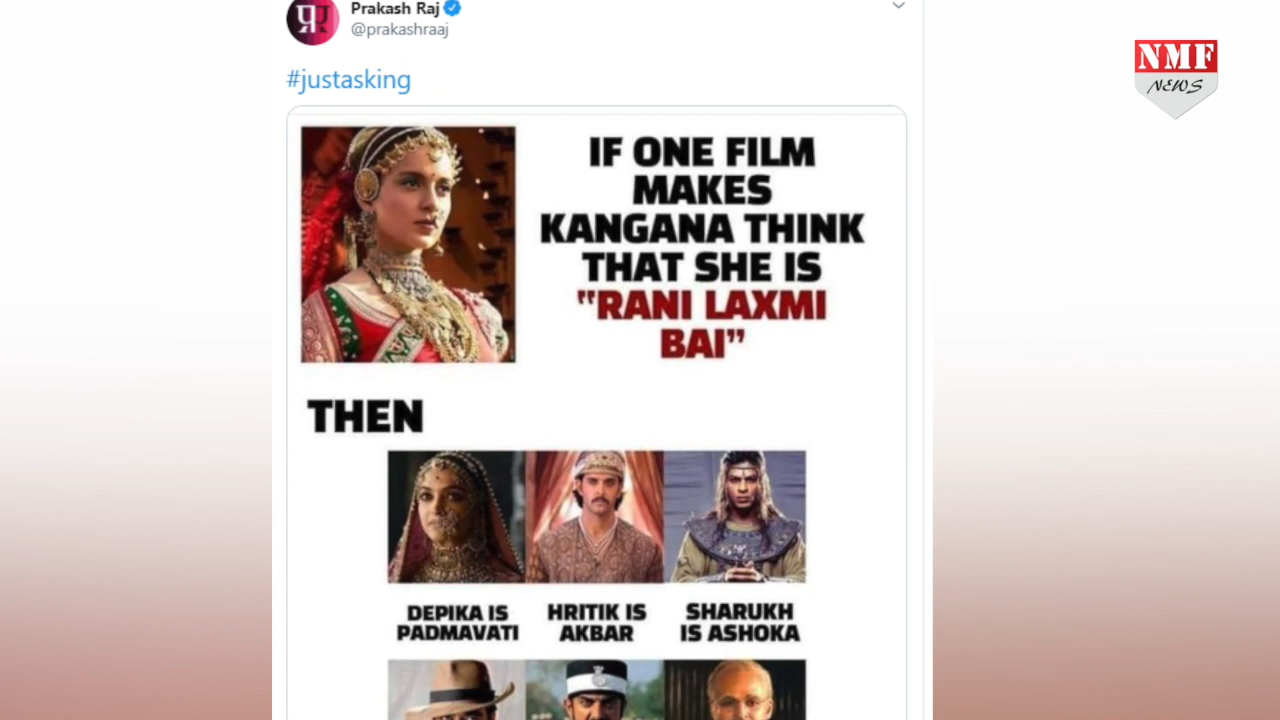 Prakash Raj
@prakashraaj
#justasking
NMF
NEWS
IF ONE FILM
MAKES
KANGANA THINK
THAT SHE IS
"RANI LAXMI
BAI”
THEN
DEPIKA IS
PADMAVATI
HRITIK IS
AKBAR
SHARUKH
IS ASHOKA